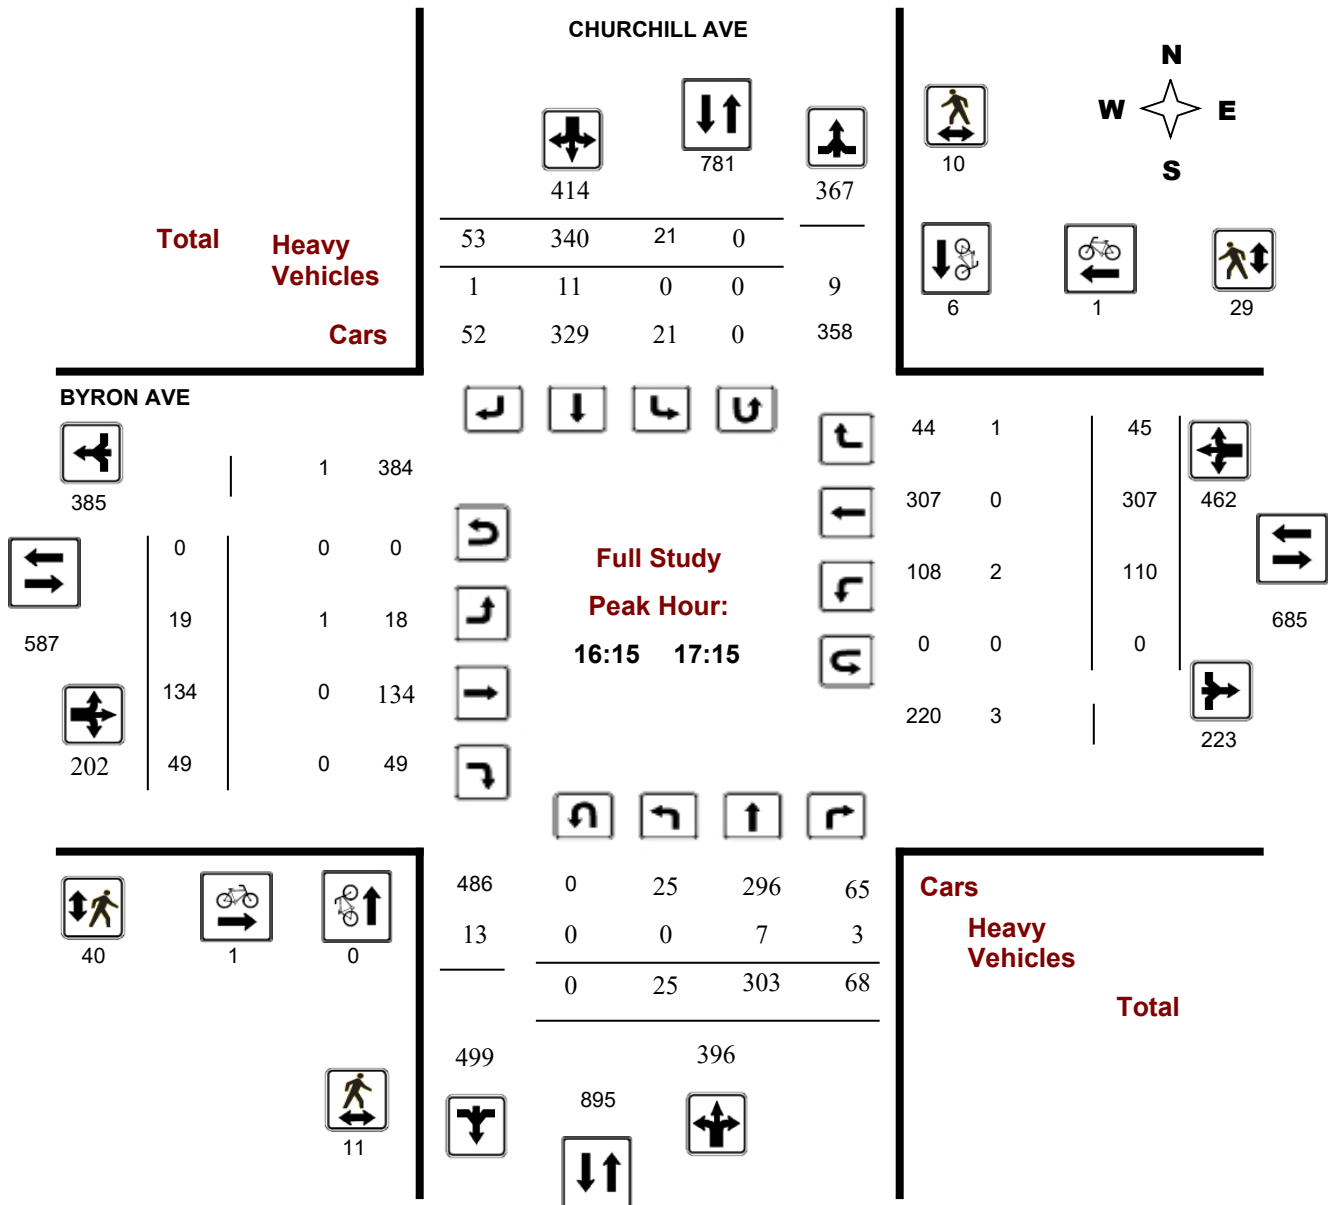 CHURCHILL AVE
N
W E
S
414 781 367 10
Total Heavy Vehicles Cars
53 340 21 0
1 11 0 0 9
52 329 21 0 358
6 1 29
BYRON AVE
385 1 384
0 0 0
587
19 1 18
134 0 134
202 49 0 49
Full Study
Peak Hour:
16:15 17:15
44 1 45
307 0 307 462
108 2 110
685
0 0 0
220 3 223
40 1 0
11
486 0 25 296 65
13 0 0 7 3
0 25 303 68
499 396
895
Cars
Heavy
Vehicles
Total